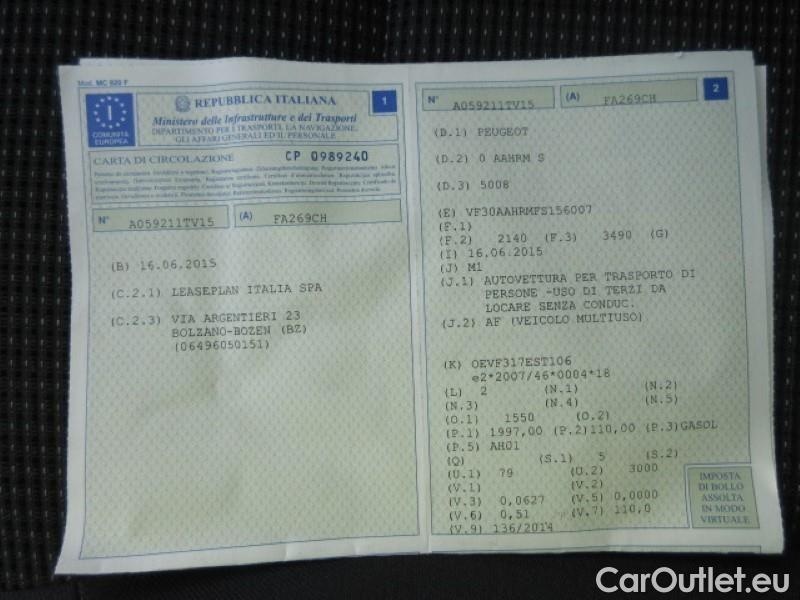 Mod. MC 820 F
I
COMUNITÀ
EUROPEA
REPUBBLICA ITALIANA
1
Ministero delle Infrastrutture e dei Trasporti
DIPARTIMENTO PER I TRASPORTI, LA NAVIGAZIONE,
GLI AFFARI GENERALI ED IL PERSONALE
CARTA DI CIRCOLAZIONE CP 0989240
N° A059211TV15 (A) FA269CH
(B) 16.06.2015
(C.2.1) LEASEPLAN ITALIA SPA
(C.2.3) VIA ARGENTIERI 23
BOLZANO-BOZEN (BZ)
(06496050151)
2
N° A059211TV15 (A) FA269CH
(D.1) PEUGEOT
(D.2) 0 AAHRM S
(D.3) 5008
(E) VF30AAHRMFS156007
(F.1)
(F.2) 2140 (F.3) 3490 (G)
(I) 16.06.2015
(J) M1
(J.1) AUTOVETTURA PER TRASPORTO DI
PERSONE -USO DI TERZI DA
LOCARE SENZA CONDUC.
(J.2) AF (VEICOLO MULTIUSO)
(K) OEVF317EST106
e2*2007/46*0004*18
(L) 2 (N.1) (N.2)
(N.3) (N.4) (N.5)
(O.1) 1550 (O.2)
(P.1) 1997,00 (P.2)110,00 (P.3)GASOL
(P.5) AH01
(Q) (S.1) 5 (S.2)
(U.1) 79 (U.2) 3000
(V.1) (V.2)
(V.3) 0,0627 (V.5) 0,0000
(V.6) 0,51 (V.7) 110,0
(V.9) 136/2014
IMPOSTA
DI BOLLO
ASSOLTA
IN MODO
VIRTUALE
CarOutlet.eu